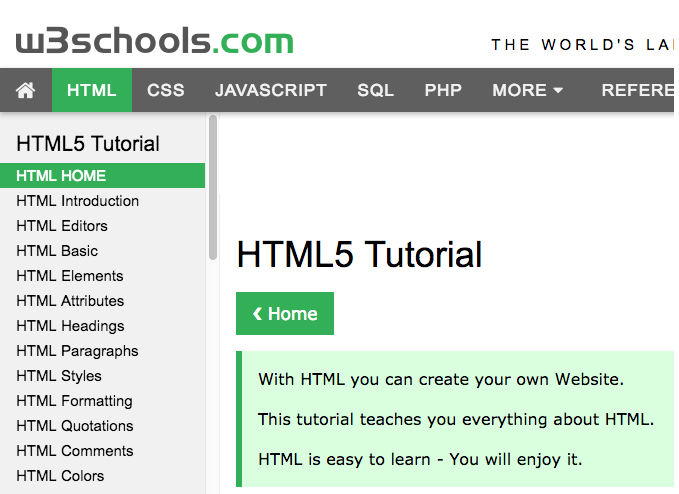 w3schools.com
THE WORLD'S LA
HTML CSS JAVASCRIPT SQL PHP MORE REFERE
HTML5 Tutorial
HTML HOME
HTML Introduction
HTML Editors
HTML Basic
HTML Elements
HTML Attributes
HTML Headings
HTML Paragraphs
HTML Styles
HTML Formatting
HTML Quotations
HTML Comments
HTML Colors
HTML5 Tutorial
❮ Home
With HTML you can create your own Website.
This tutorial teaches you everything about HTML.
HTML is easy to learn - You will enjoy it.